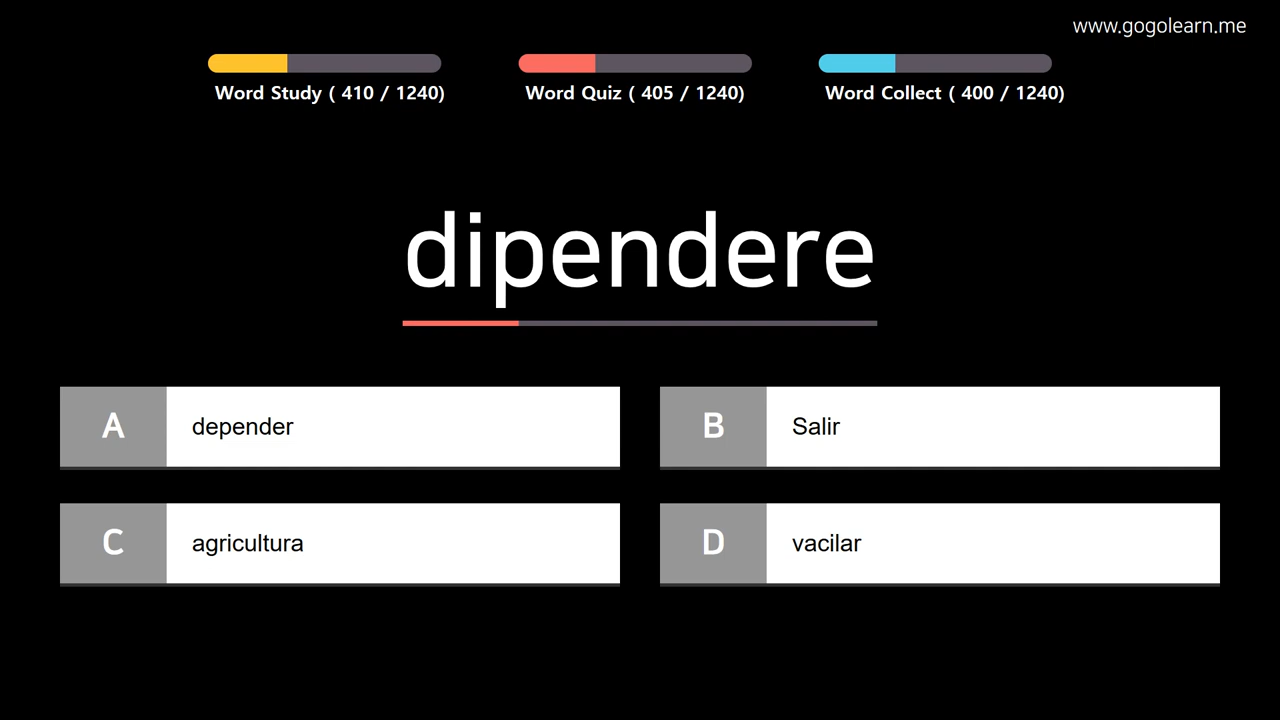 www.gogolearn.me
Word Study ( 410 / 1240)
Word Quiz ( 405 / 1240)
Word Collect ( 400 / 1240)
dipendere
A depender
B Salir
C agricultura
D vacilar